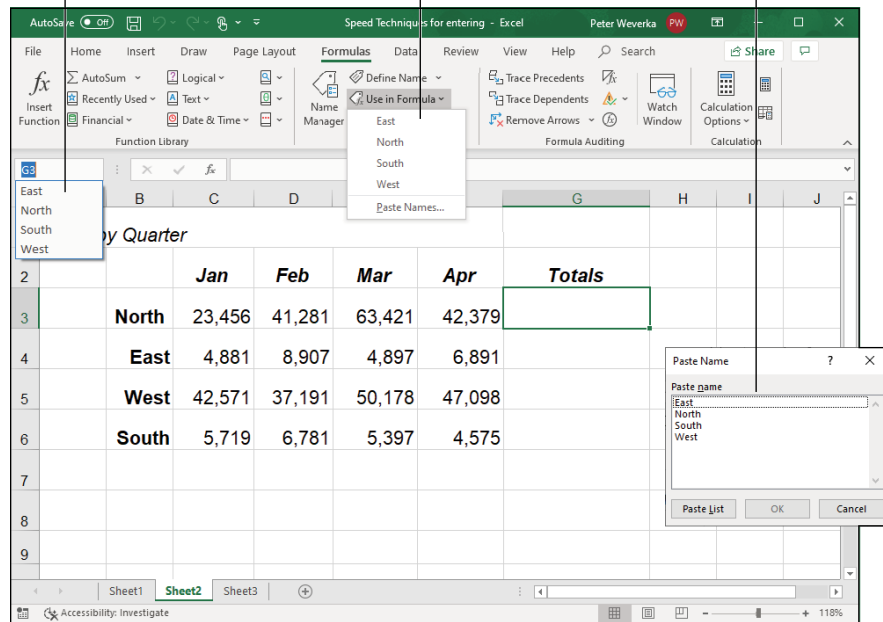 AutoSave Off Speed Techniques for entering - Excel Peter Weverka PW
File Home Insert Draw Page Layout Formulas Data Review View Help Search Share
fx Insert Function
AutoSum
Recently Used
Financial
Logical
Text
Date & Time
Function Library
Name Manager
Define Name
Use in Formula
East
North
South
West
Paste Names...
Trace Precedents
Trace Dependents
Remove Arrows
fx
fx
Formula Auditing
Watch Window
Calculation Options
Calculation
G3 fx
East
North
South
West
B C D G H I J
by Quarter
2 Jan Feb Mar Apr Totals
3 North 23,456 41,281 63,421 42,379
4 East 4,881 8,907 4,897 6,891
5 West 42,571 37,191 50,178 47,098
6 South 5,719 6,781 5,397 4,575
7
8
9
Paste Name ? X
Paste name
East
North
South
West
Paste List OK Cancel
Sheet1 Sheet2 Sheet3
Accessibility: Investigate 118%